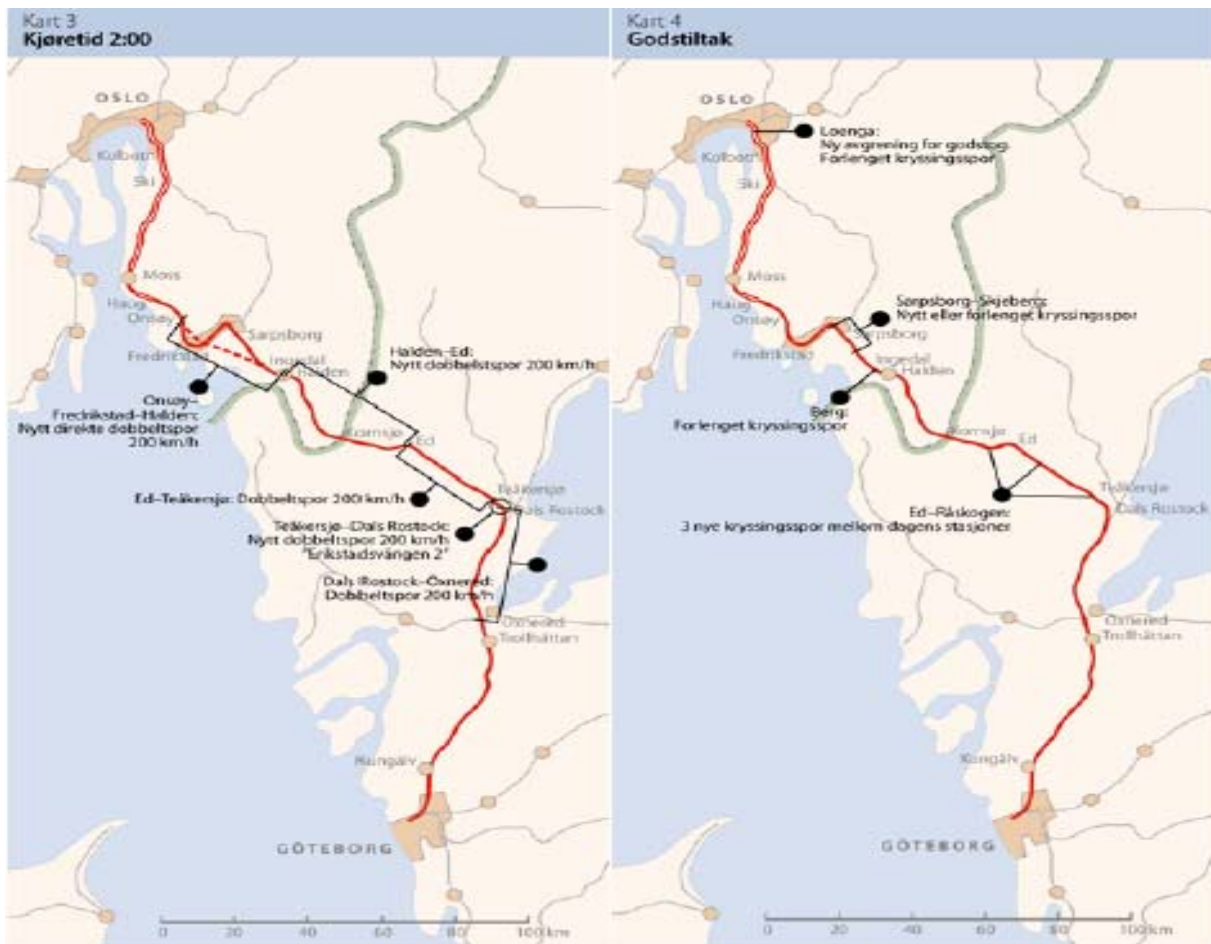 Kart 3
Kjøretid 2:00
OSLO
Kolbotn
Ski
Moss
Haug
Onsøy
Sarpsborg
Fredrikstad
Ingedal
Halden
Halden–Ed:
Nytt dobbeltspor 200 km/h
Onsøy–
Fredrikstad–Halden:
Nytt direkte dobbeltspor
200 km/h
Kornsjø
Ed
Ed–Teåkersjø: Dobbeltspor 200 km/h
Teåkersjø
Dals Rostock
Teåkersjø–Dals Rostock:
Nytt dobbeltspor 200 km/h
"Erikstadsvängen 2"
Dals Rostock–Öxnered:
Dobbeltspor 200 km/h
Öxnered
Trollhättan
Kungälv
GÖTEBORG
0 20 40 60 80 100 km
Kart 4
Godstiltak
OSLO
Loenga:
Ny avgrening for godstog.
Forlenget kryssingsspor
Kolbotn
Ski
Moss
Haug
Onsøy
Sarpsborg–Skjeberg:
Nytt eller forlenget kryssingsspor
Sarpsborg
Fredrikstad
Ingedal
Halden
Berg:
Forlenget kryssingsspor
Kornsjø
Ed
Teåkersjø
Dals Rostock
Ed–Råskogen:
3 nye kryssingsspor mellom dagens stasjoner
Öxnered
Trollhättan
Kungälv
GÖTEBORG
0 20 40 60 80 100 km